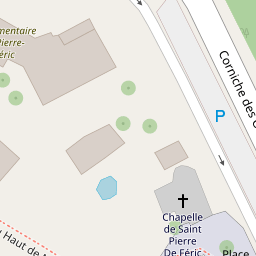 mentaire
Pierre-
Féric
Corniche des
P
Chapelle
de Saint
Pierre
De Féric
Haut de
Place